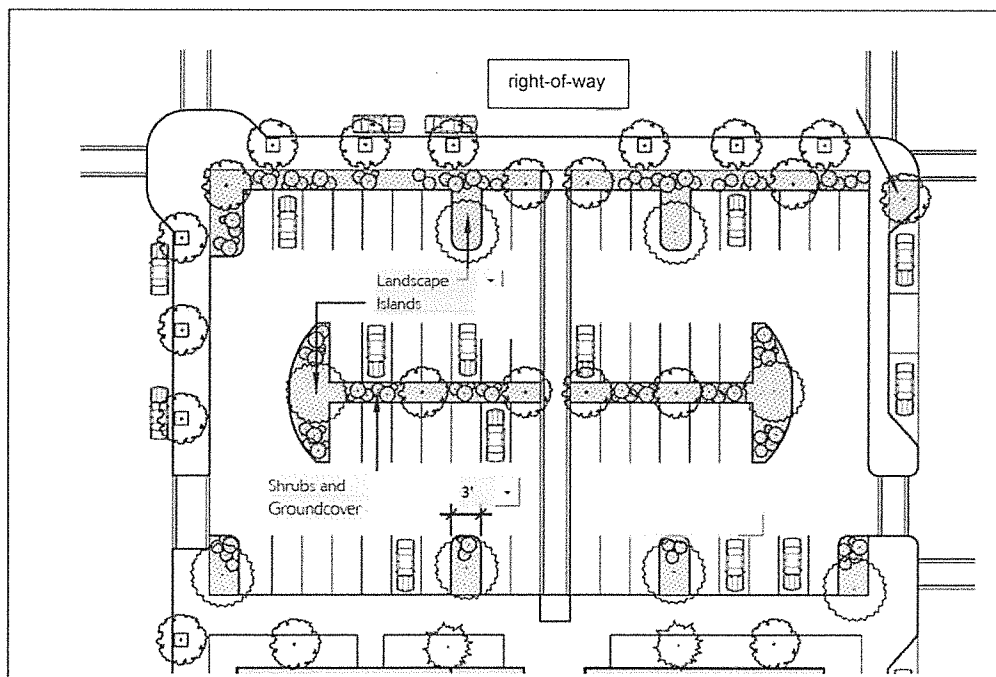 right-of-way
Landscape
Islands
Shrubs and
Groundcover
3'